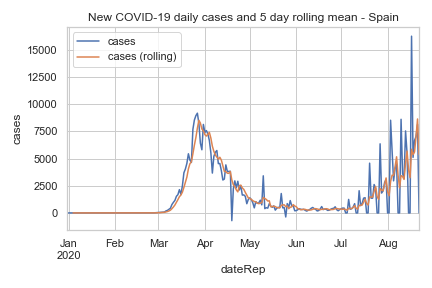 New COVID-19 daily cases and 5 day rolling mean - Spain
cases
cases (rolling)
15000
12500
10000
7500
5000
2500
0
cases
Jan Feb Mar Apr May Jun Jul Aug
2020
dateRep